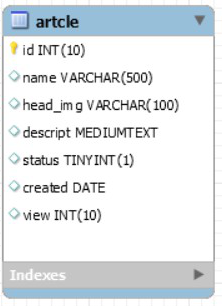 artcle
id INT(10)
name VARCHAR(500)
head_img VARCHAR(100)
descript MEDIUMTEXT
status TINYINT(1)
created DATE
view INT(10)
Indexes